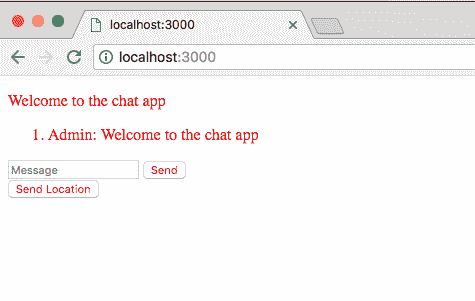 localhost:3000
localhost:3000
Welcome to the chat app
1. Admin: Welcome to the chat app
Message Send
Send Location